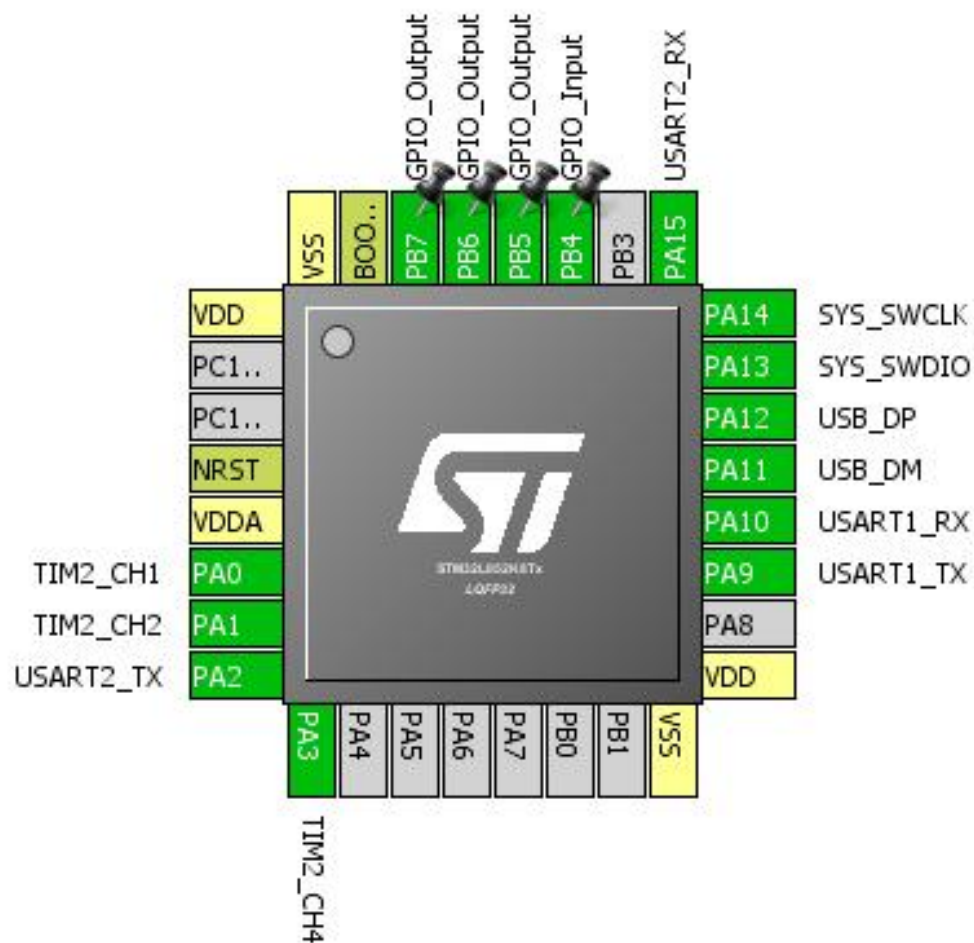 GPIO_Output
GPIO_Output
GPIO_Output
GPIO_Input
USART2_RX
VSS
BOO..
PB7
PB6
PB5
PB4
PB3
PA15
VDD
PA14 SYS_SWCLK
PC1..
PA13 SYS_SWDIO
PC1..
PA12 USB_DP
NRST
PA11 USB_DM
VDDA
PA10 USART1_RX
TIM2_CH1 PA0
PA9 USART1_TX
TIM2_CH2 PA1
PA8
USART2_TX PA2
VDD
ST
LQFP32
PA3
PA4
PA5
PA6
PA7
PB0
PB1
VSS
TIM2_CH4